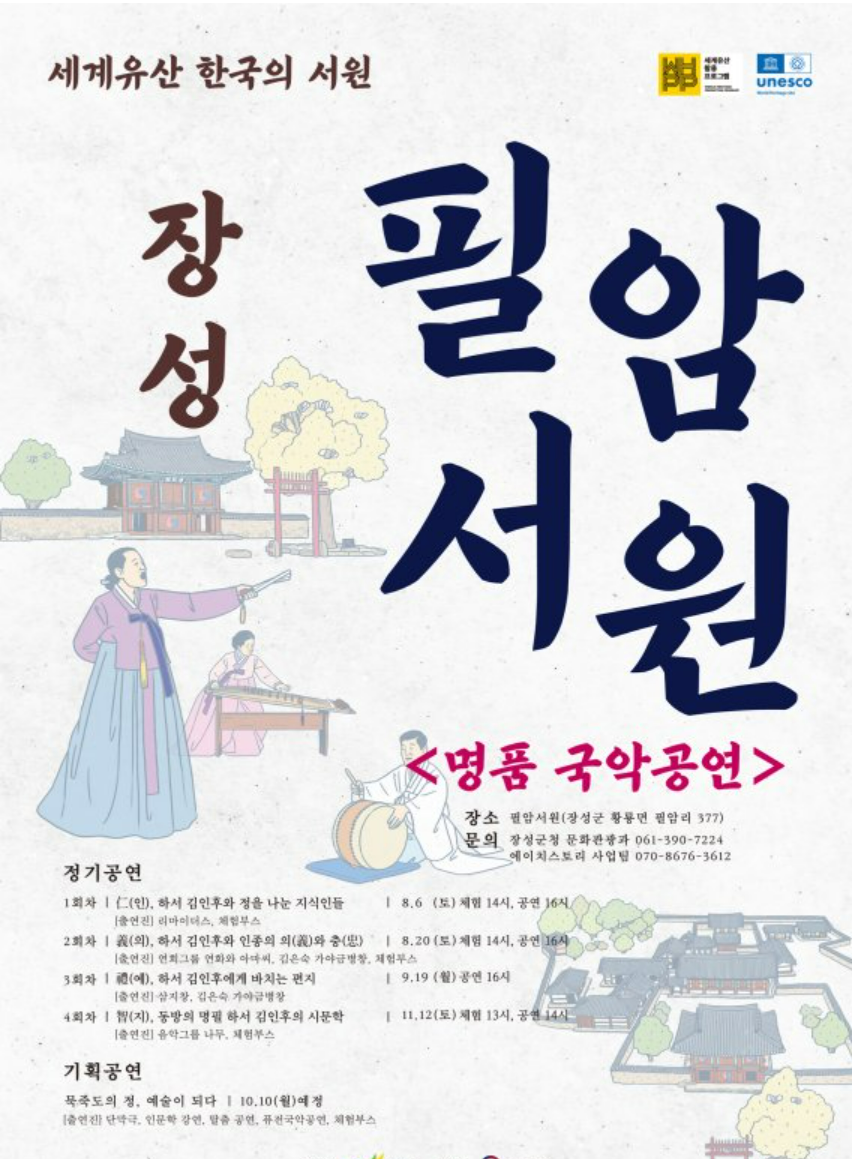 세계유산 한국의 서원
세계유산
활용
프로그램
unesco
장성
필암
서원
<명품 국악공연>
장소 필암서원(장성군 황룡면 필암리 377)
문의 장성군청 문화관광과 061-390-7224
에이치스토리 사업팀 070-8676-3612
정기공연
1회차 | 仁(인), 하서 김인후와 정을 나눈 지식인들 | 8.6 (토) 체험 14시, 공연 16시
[출연진] 리마이더스, 체험부스
2회차 | 義(의), 하서 김인후와 인종의 의(義)와 충(忠) | 8.20 (토) 체험 14시, 공연 16시
[출연진] 연희그룹 연화와 아마씨, 김은숙 가야금병창, 체험부스
3회차 | 禮(예), 하서 김인후에게 바치는 편지 | 9.19 (월) 공연 16시
[출연진] 삼지창, 김은숙 가야금병창
4회차 | 智(지), 동방의 명필 하서 김인후의 시문학 | 11.12(토) 체험 13시, 공연 14시
[출연진] 음악그룹 나무, 체험부스
기획공연
묵죽도의 정, 예술이 되다 | 10.10(월)예정
[출연진] 단막극, 인문학 강연, 탈춤 공연, 퓨전국악공연, 체험부스